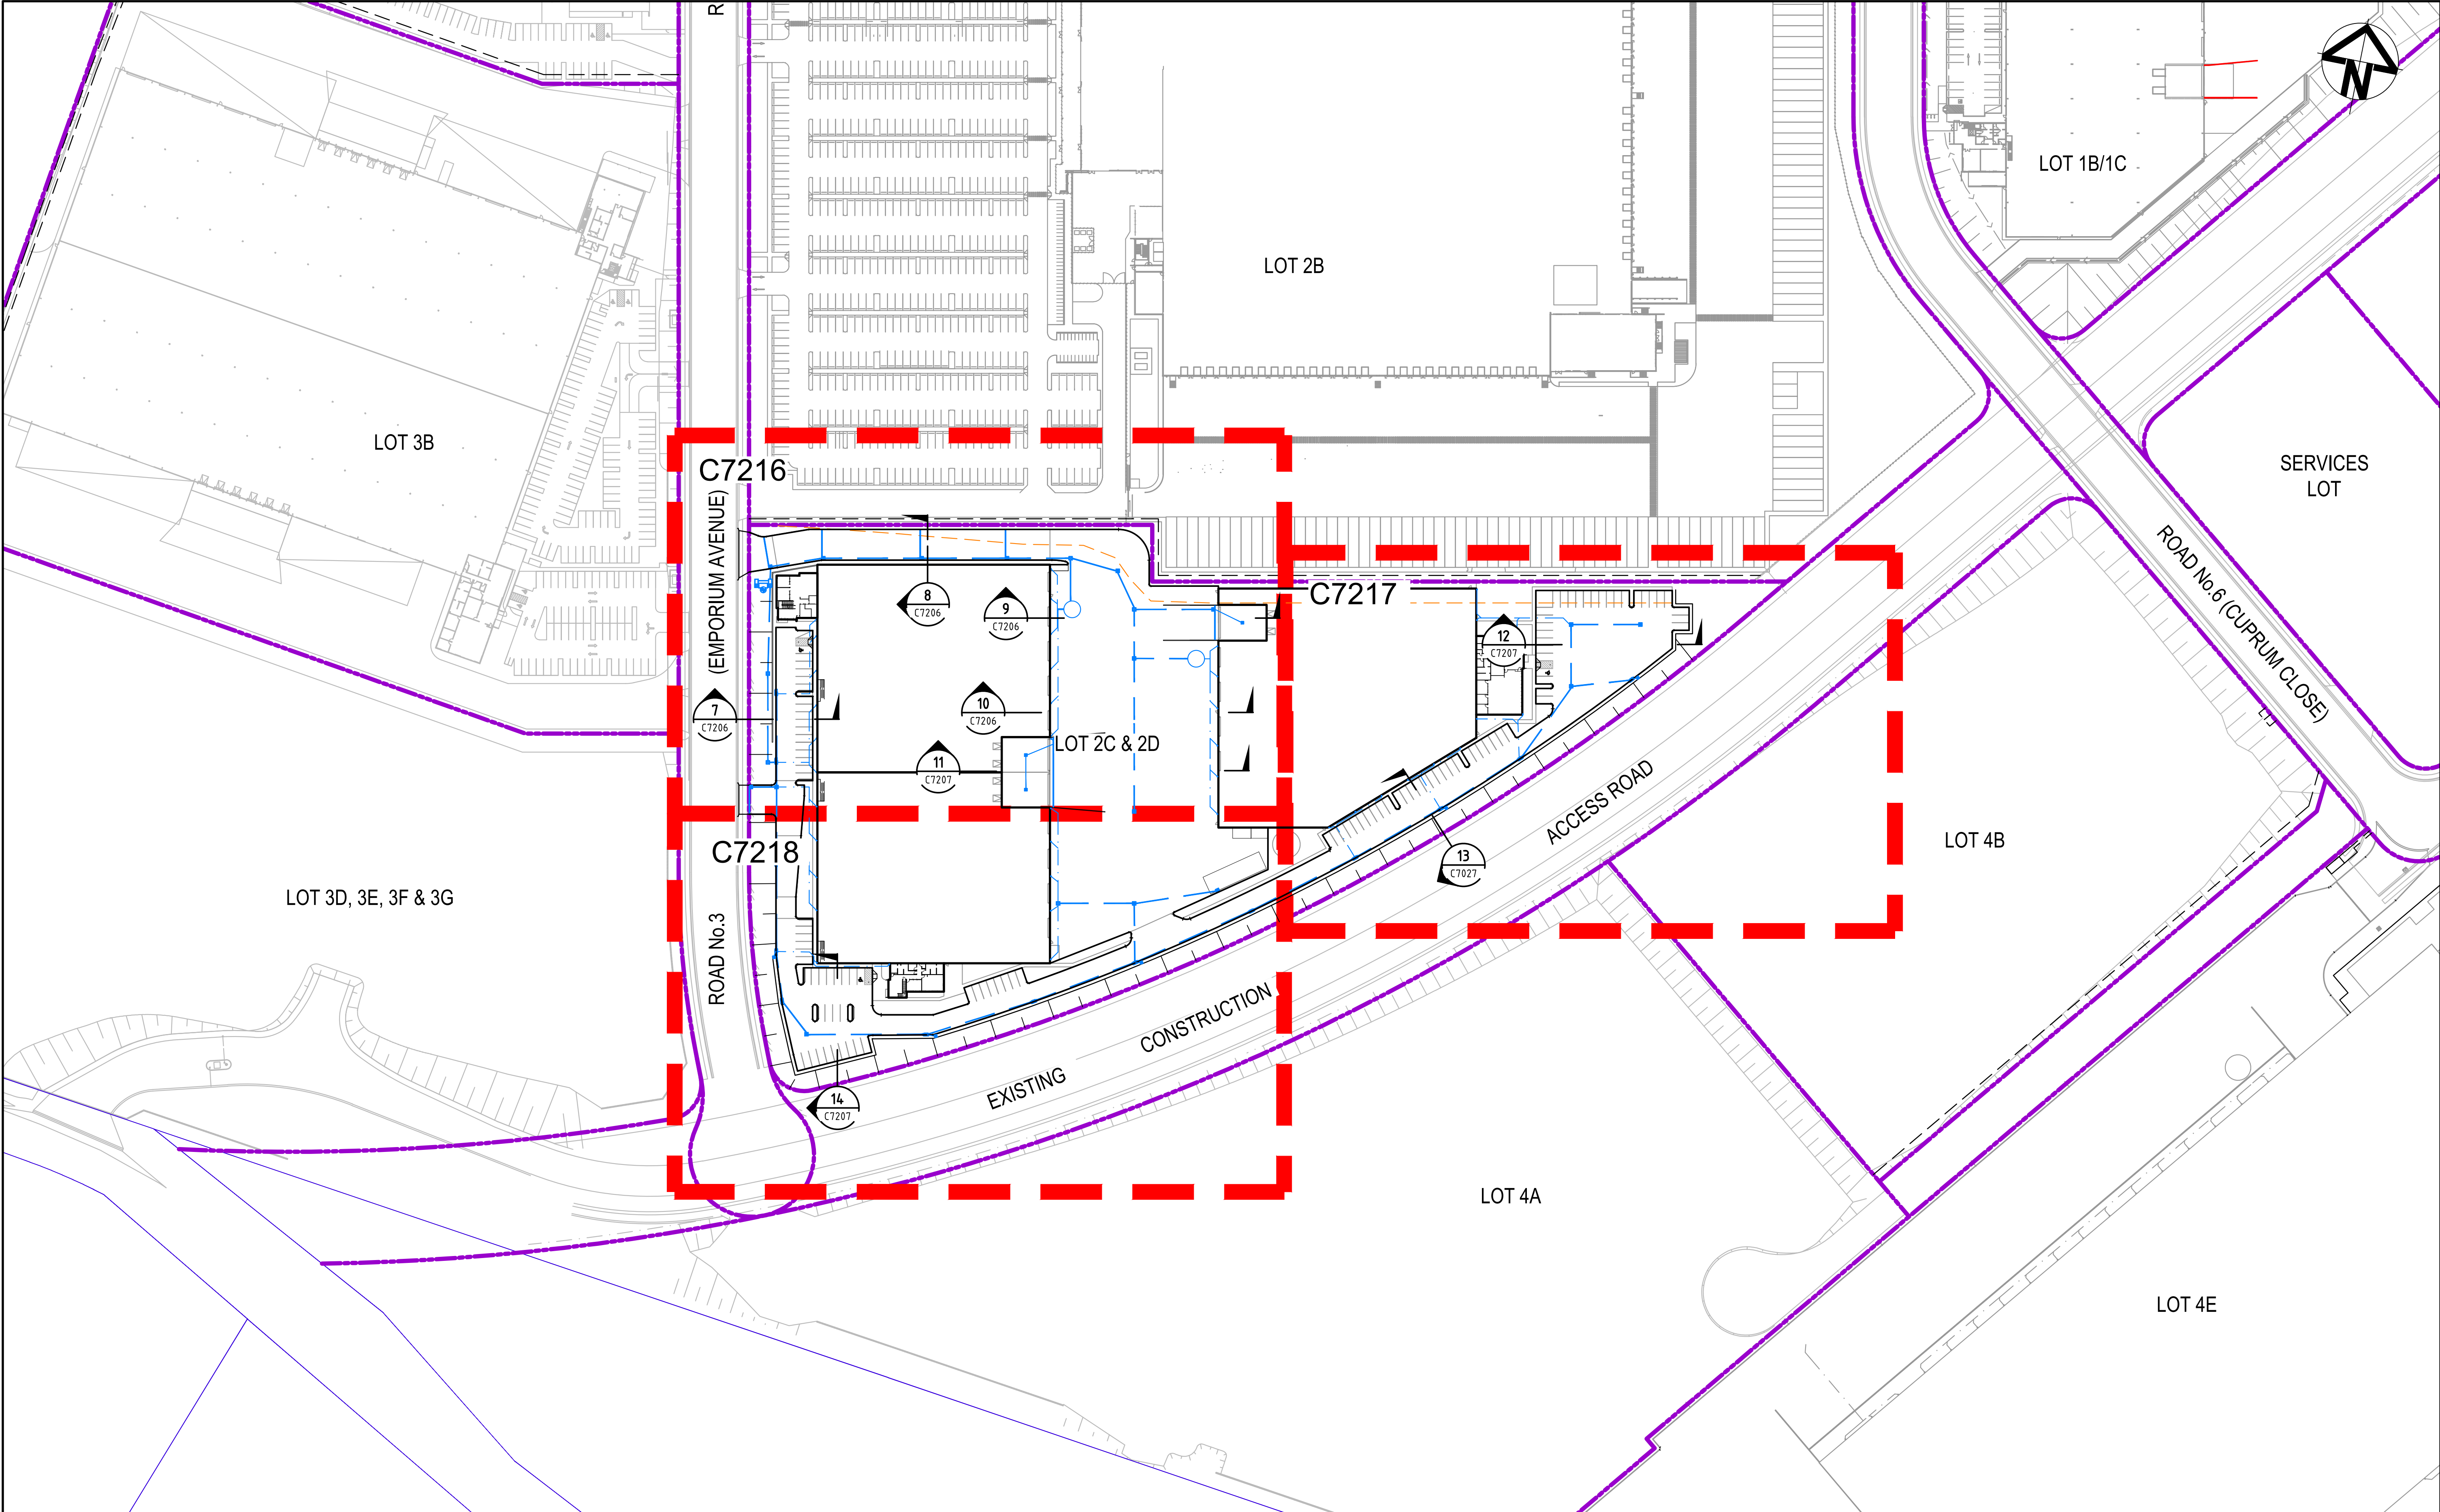 R
N
LOT 1B/1C
LOT 2B
LOT 3B
SERVICES
LOT
C7216
(EMPORIUM AVENUE)
ROAD No.6 (CUPRUM CLOSE)
C7217
8
C7206
9
C7206
12
C7207
7
C7206
10
C7206
LOT 2C & 2D
11
C7207
ACCESS ROAD
C7218
LOT 4B
13
C7027
LOT 3D, 3E, 3F & 3G
ROAD No.3
CONSTRUCTION
EXISTING
14
C7207
LOT 4A
LOT 4E